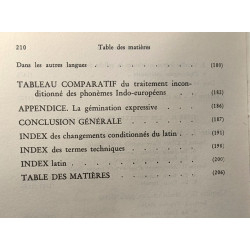 210 Table des matières
Dans les autres langues . . . . . . . . (180)
TABLEAU COMPARATIF du traitement incon-
ditionné des phonèmes Indo-européens . . . . (182)
APPENDICE. La gémination expressive . . . . (186)
CONCLUSION GÉNÉRALE . . . . . . (187)
INDEX des changements conditionnés du latin . . (191)
INDEX des termes techniques . . . . . . (198)
INDEX latin . . . . . . . . . . (200)
TABLE DES MATIÈRES . . . . . . . (206)